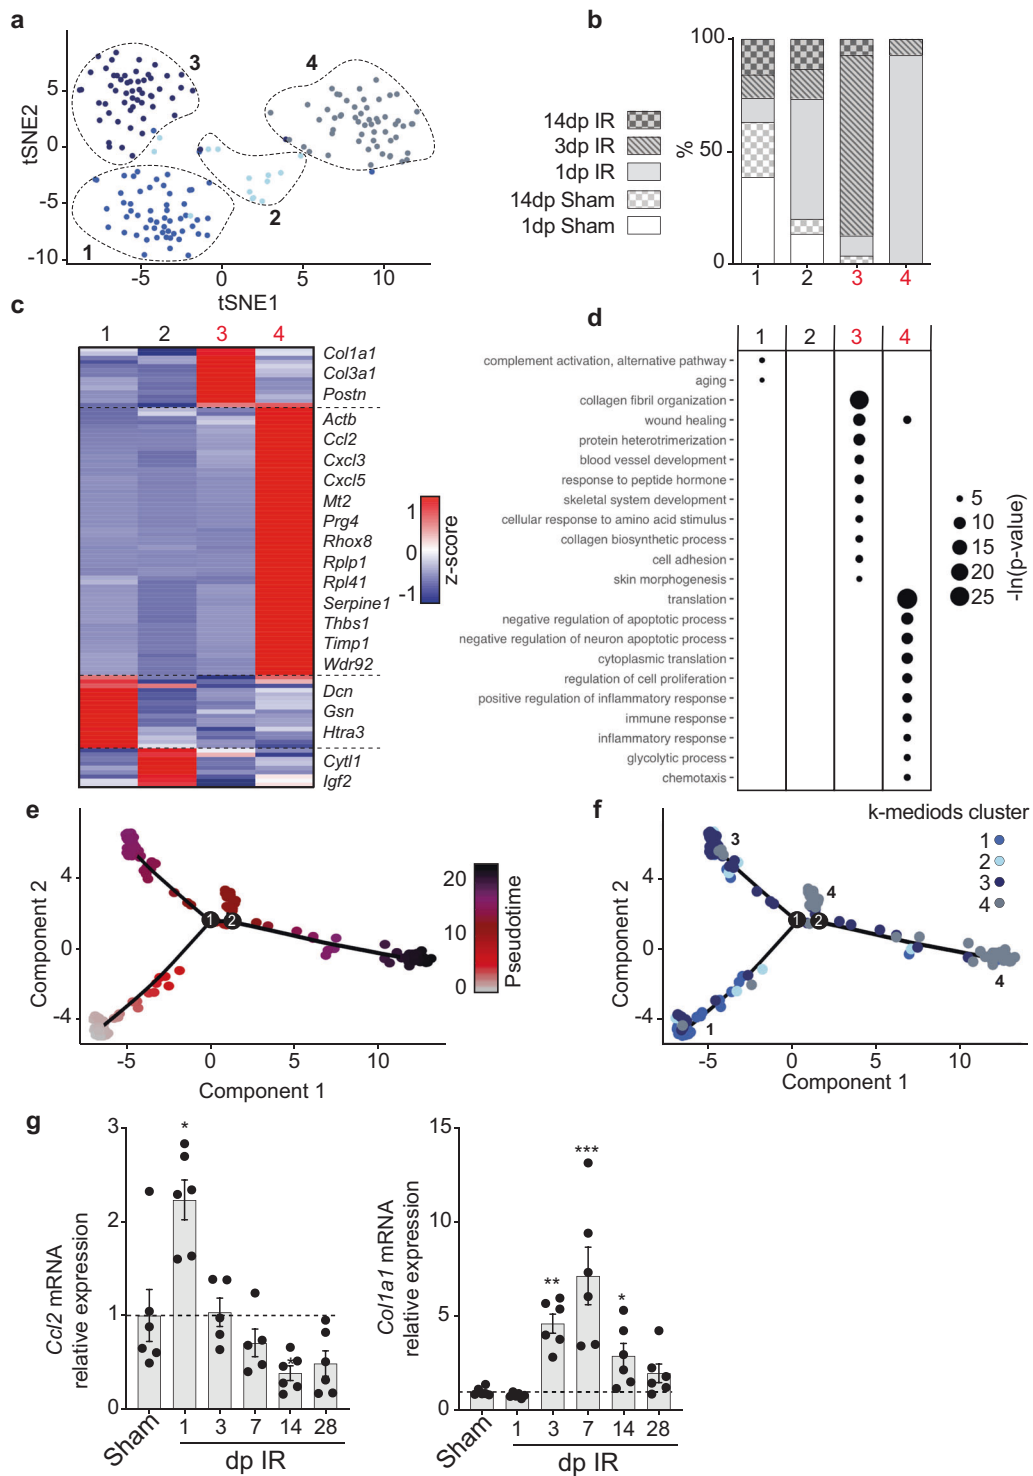 a
3
4
2
1
5
0
-5
-10
tSNE2
-5
0
5
10
tSNE1
b
100
50
0
%
14dp IR
3dp IR
1dp IR
14dp Sham
1dp Sham
1 2 3 4
c
1 2 3 4
Col1a1
Col3a1
Postn
Actb
Ccl2
Cxcl3
Cxcl5
Mt2
Prg4
Rhox8
Rplp1
Rpl41
Serpine1
Thbs1
Timp1
Wdr92
Dcn
Gsn
Htra3
Cytl1
Igf2
1
0
-1
z-score
d
1 2 3 4
complement activation, alternative pathway
aging
collagen fibril organization
wound healing
protein heterotrimerization
blood vessel development
response to peptide hormone
skeletal system development
cellular response to amino acid stimulus
collagen biosynthetic process
cell adhesion
skin morphogenesis
translation
negative regulation of apoptotic process
negative regulation of neuron apoptotic process
cytoplasmic translation
regulation of cell proliferation
positive regulation of inflammatory response
immune response
inflammatory response
glycolytic process
chemotaxis
5
10
15
20
25
-ln(p-value)
e
4
0
-4
Component 2
1 2
-5 0 5 10
Component 1
20
10
0
Pseudotime
f
k-mediods cluster
1
2
3
4
3
4
1 2
4
1
4
0
-4
Component 2
-5 0 5 10
Component 1
g
3
2
1
0
Ccl2 mRNA
relative expression
*
*
Sham 1 3 7 14 28
dp IR
15
10
5
0
Col1a1 mRNA
relative expression
**
***
*
Sham 1 3 7 14 28
dp IR